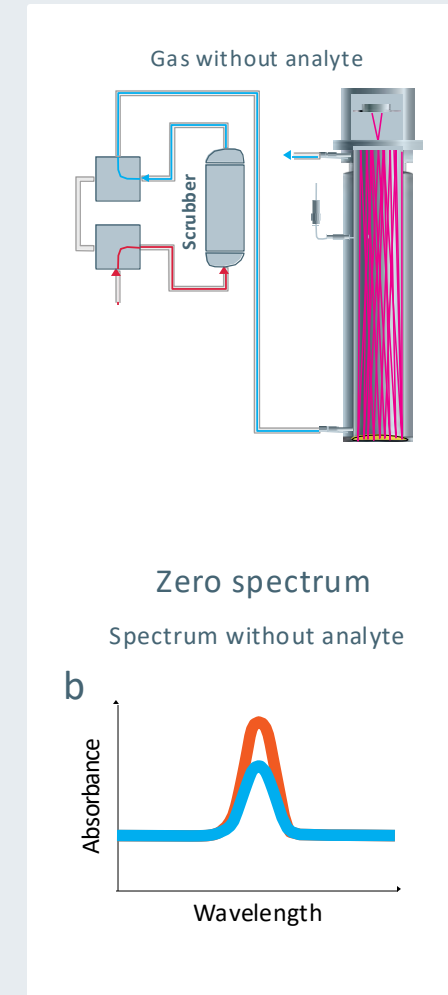 Gas without analyte
Scrubber
Zero spectrum
Spectrum without analyte
b
Absorbance
Wavelength